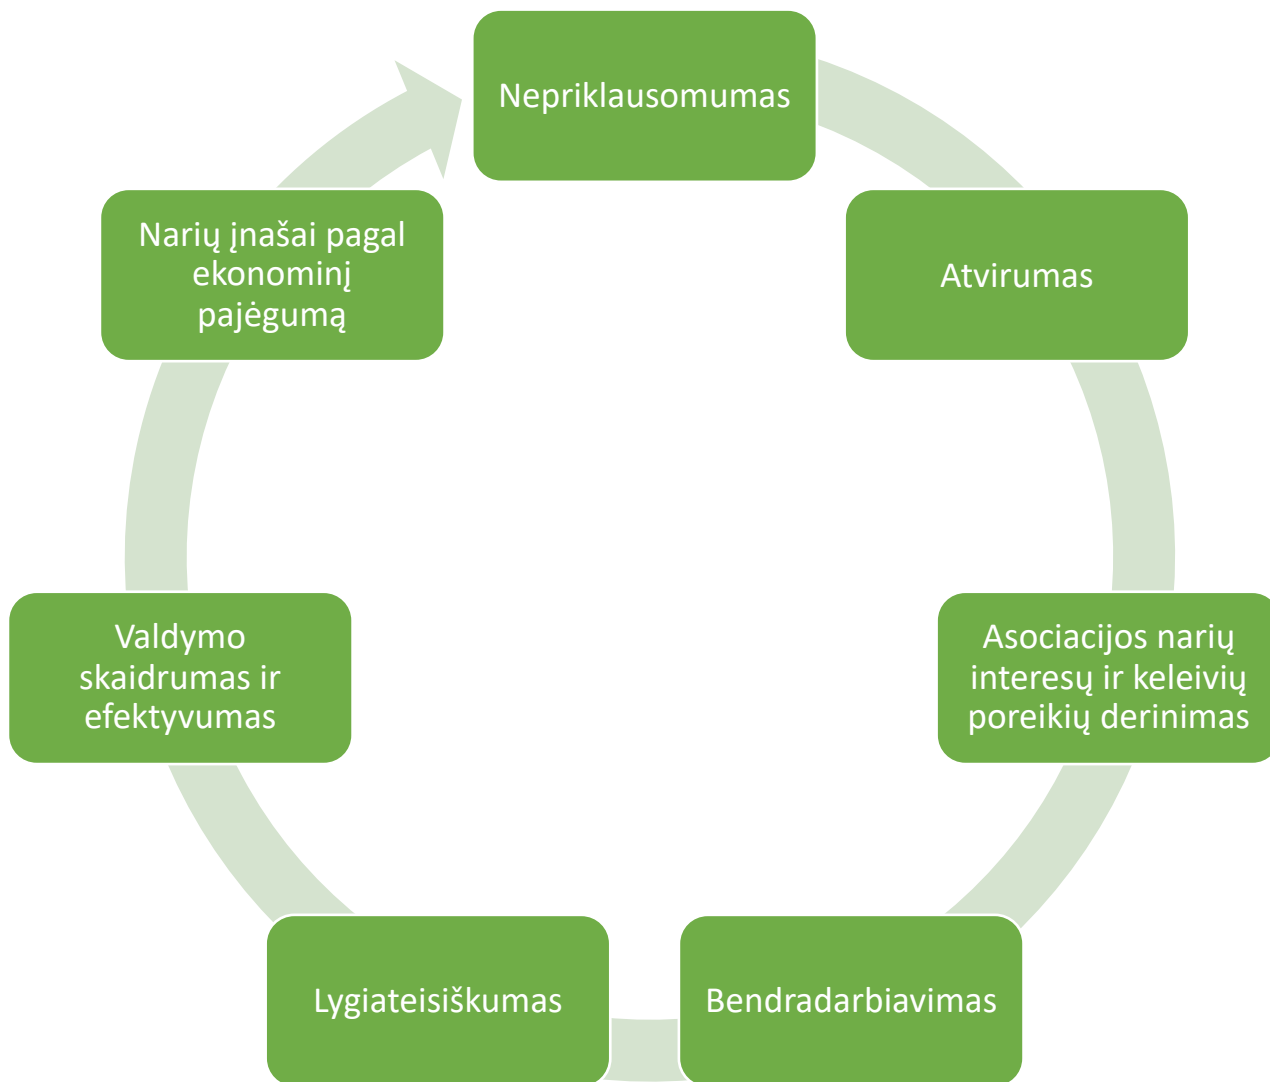 Nepriklausomumas
Atvirumas
Asociacijos narių
interesų ir keleivių
poreikių derinimas
Bendradarbiavimas
Lygiateisiškumas
Valdymo
skaidrumas ir
efektyvumas
Narių įnašai pagal
ekonominį
pajėgumą